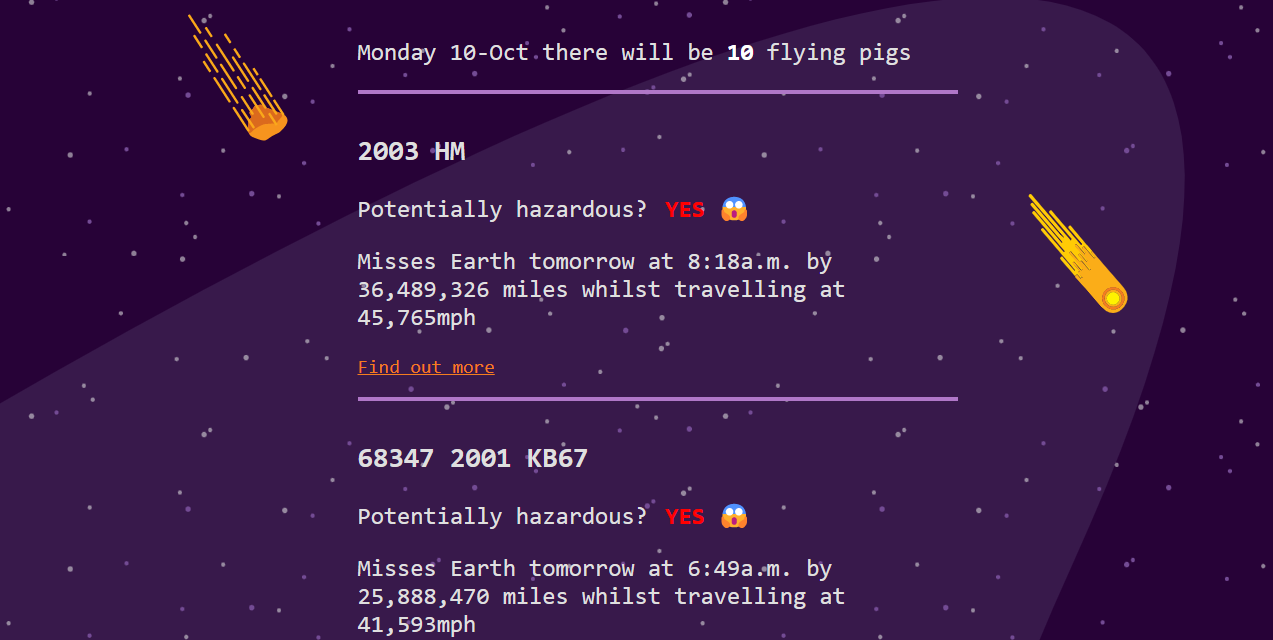 Monday 10-Oct there will be 10 flying pigs
2003 HM
Potentially hazardous? YES 😱
Misses Earth tomorrow at 8:18a.m. by
36,489,326 miles whilst travelling at
45,765mph
Find out more
68347 2001 KB67
Potentially hazardous? YES 😱
Misses Earth tomorrow at 6:49a.m. by
25,888,470 miles whilst travelling at
41,593mph